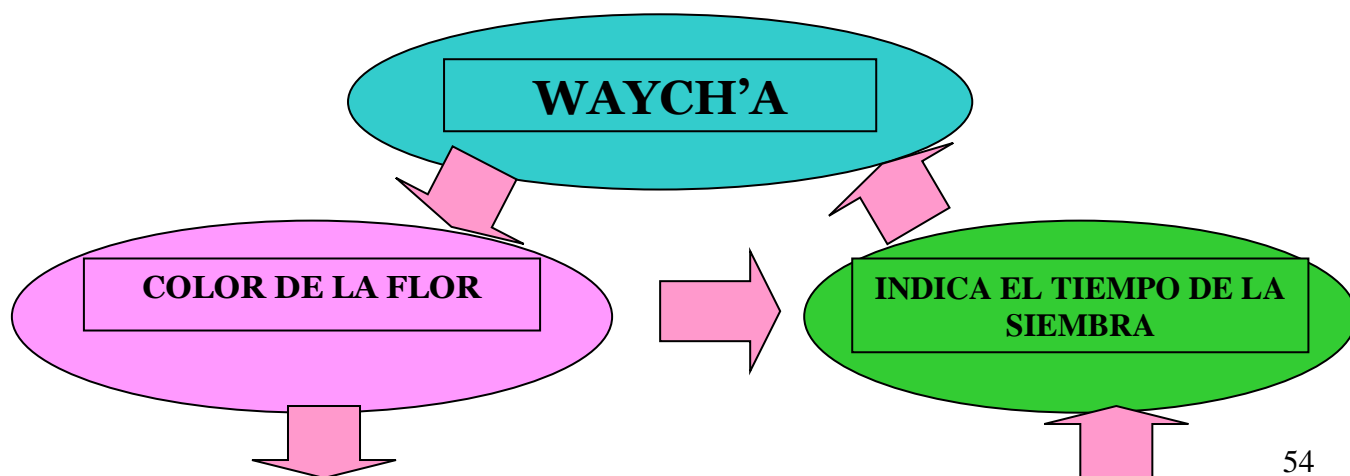 WAYCH’A
COLOR DE LA FLOR
INDICA EL TIEMPO DE LA
SIEMBRA
54